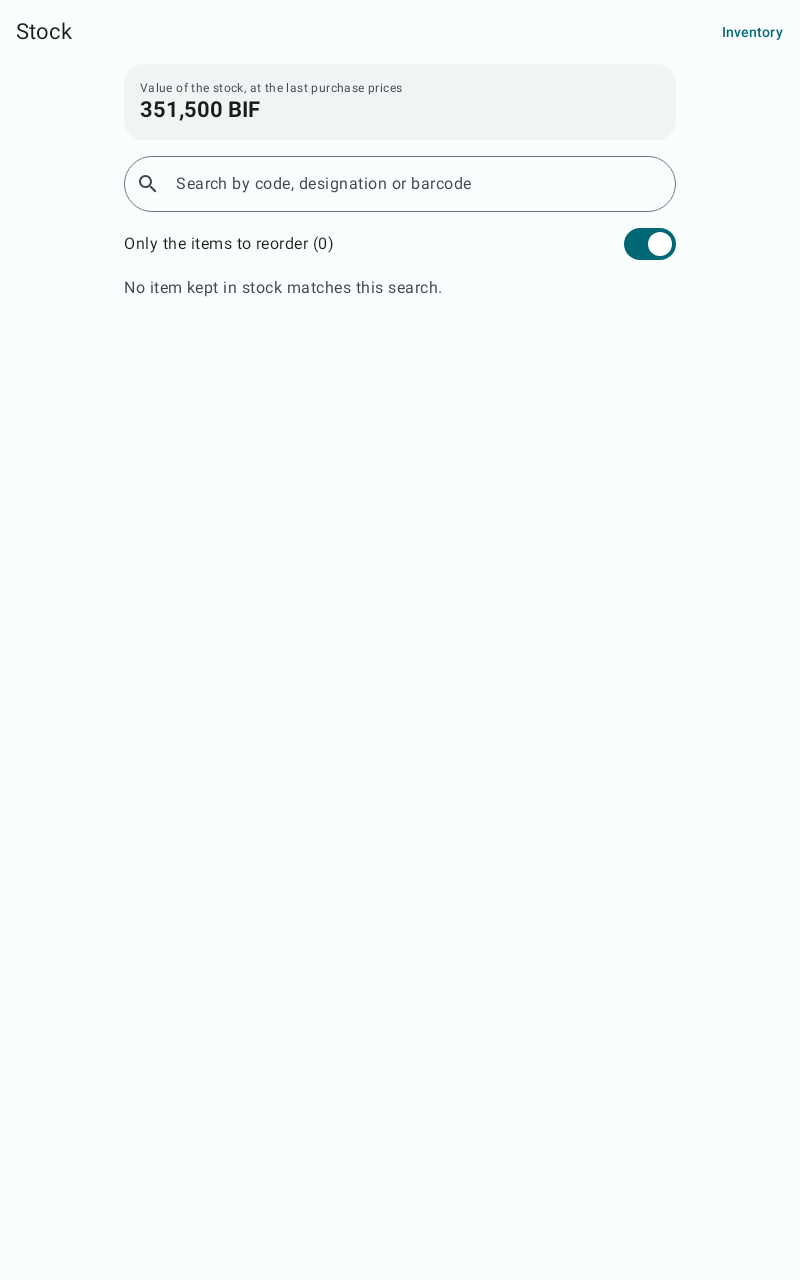 Stock
Inventory
Value of the stock, at the last purchase prices
351,500 BIF
Search by code, designation or barcode
Only the items to reorder (0)
No item kept in stock matches this search.